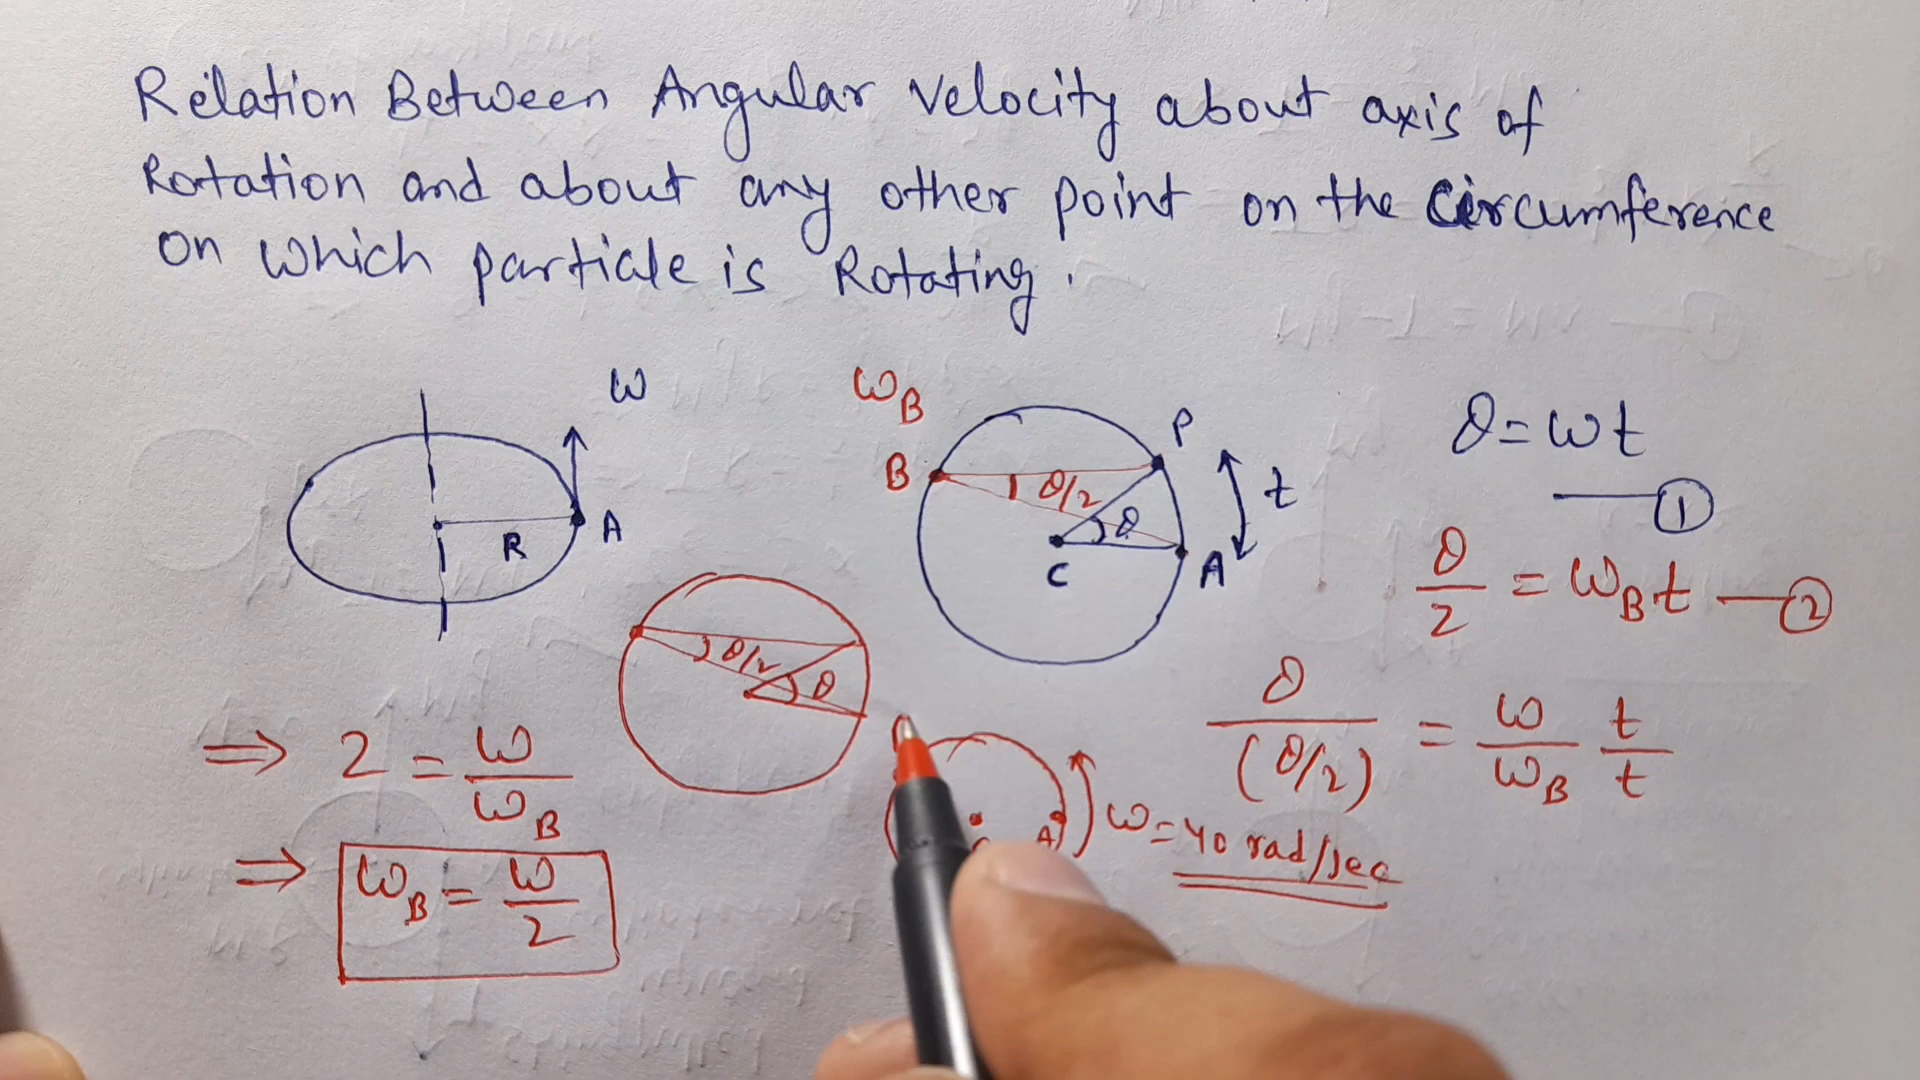 Relation Between Angular Velocity about axis of
Rotation and about any other point on the Circumference
on which particle is Rotating.
ω
R
A
ω_B
B
P
θ/2
θ
C
A
t
θ = ωt
—— ①
θ/2 = ω_B t —— ②
θ/2
θ
θ/(θ/2) = ω/ω_B t/t
⇒ 2 = ω/ω_B
A
ω = 40 rad/sec
⇒ ω_B = ω/2